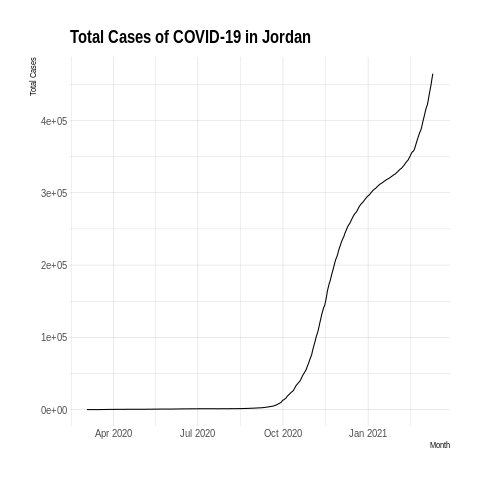 Total Cases of COVID-19 in Jordan
Total Cases
4e+05
3e+05
2e+05
1e+05
0e+00
Apr 2020
Jul 2020
Oct 2020
Jan 2021
Month